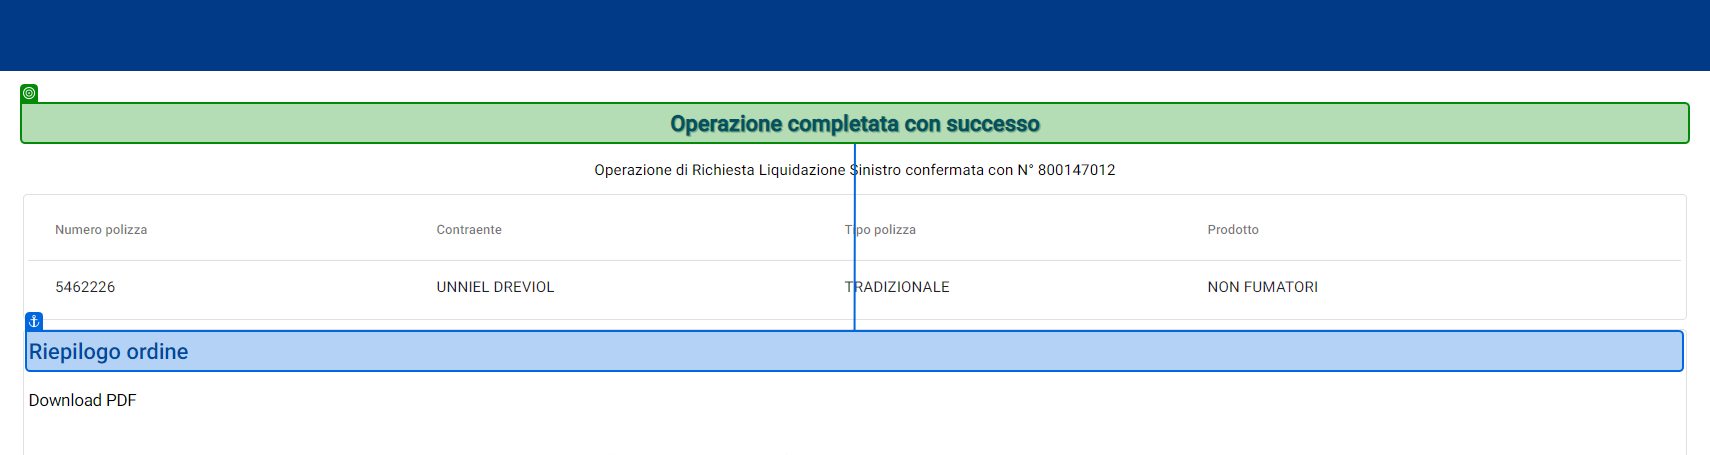 Operazione completata con successo
Operazione di Richiesta Liquidazione Sinistro confermata con N° 800147012
Numero polizza Contraente Tipo polizza Prodotto
5462226 UNNIEL DREVIOL TRADIZIONALE NON FUMATORI
Riepilogo ordine
Download PDF